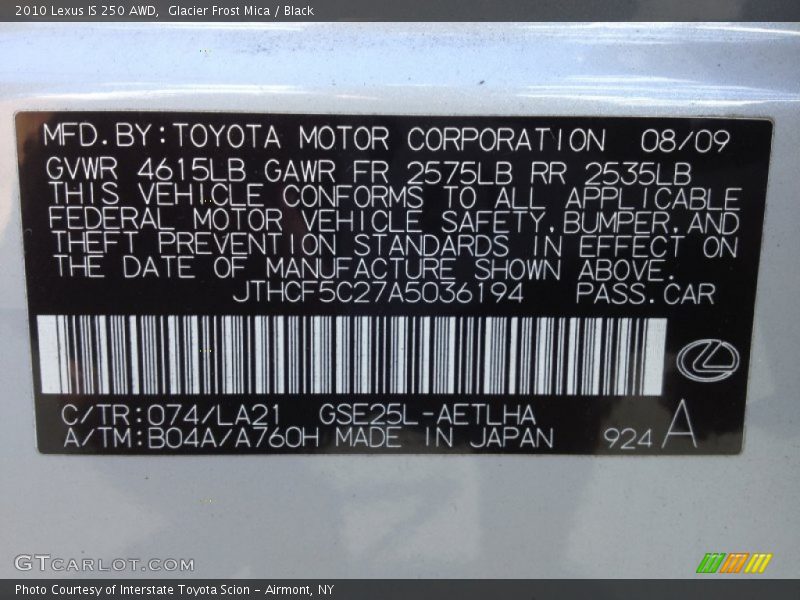 2010 Lexus IS 250 AWD,  Glacier Frost Mica / Black
MFD.BY:TOYOTA MOTOR CORPORATION 08/09
GVWR 4615LB GAWR FR 2575LB RR 2535LB
THIS VEHICLE CONFORMS TO ALL APPLICABLE
FEDERAL MOTOR VEHICLE SAFETY,BUMPER,AND
THEFT PREVENTION STANDARDS IN EFFECT ON
THE DATE OF MANUFACTURE SHOWN ABOVE.
JTHCF5C27A5036194 PASS.CAR
C/TR:074/LA21 GSE25L-AETLHA
A/TM:B04A/A760H MADE IN JAPAN 924 A
GTCARLOT.COM
Photo Courtesy of Interstate Toyota Scion - Airmont, NY